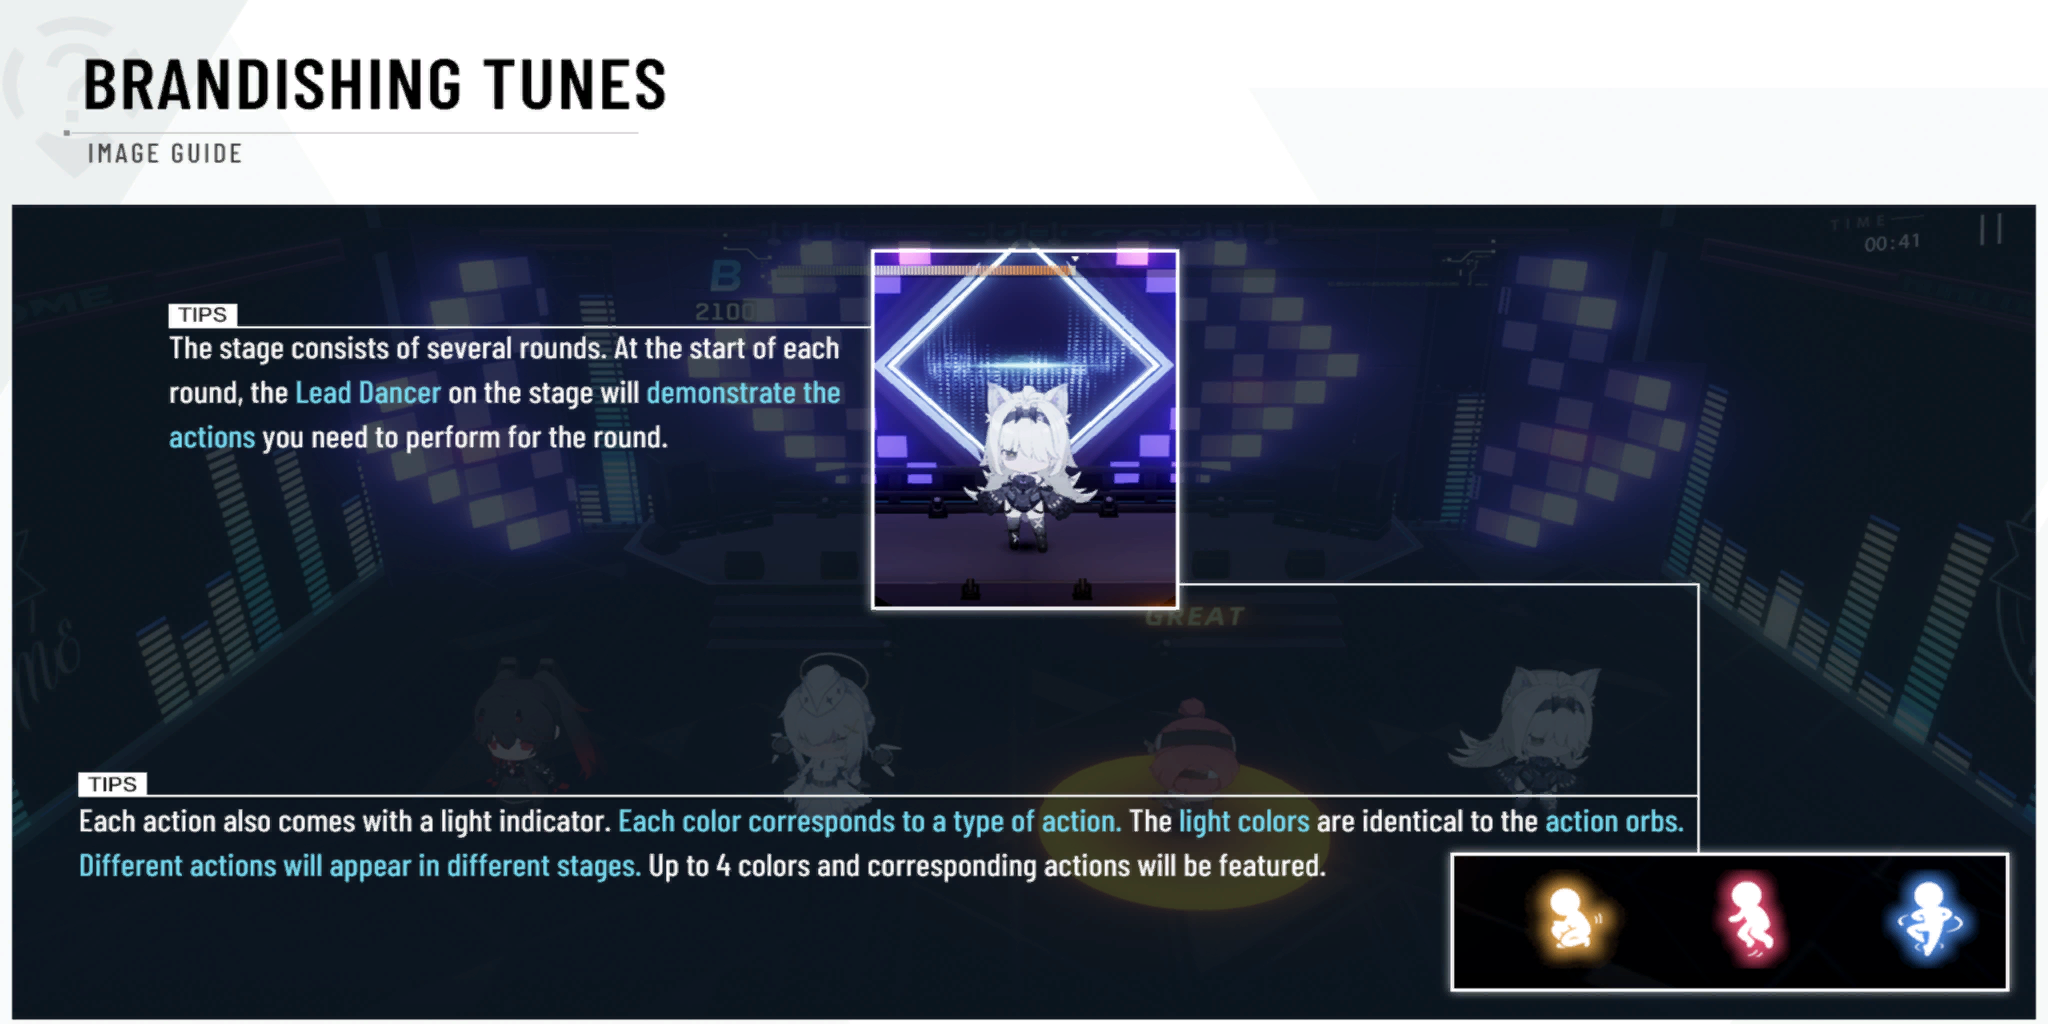 BRANDISHING TUNES
IMAGE GUIDE
TIME
00:41
B
2100
TIPS
The stage consists of several rounds. At the start of each
round, the Lead Dancer on the stage will demonstrate the
actions you need to perform for the round.
GREAT
TIPS
Each action also comes with a light indicator. Each color corresponds to a type of action. The light colors are identical to the action orbs.
Different actions will appear in different stages. Up to 4 colors and corresponding actions will be featured.